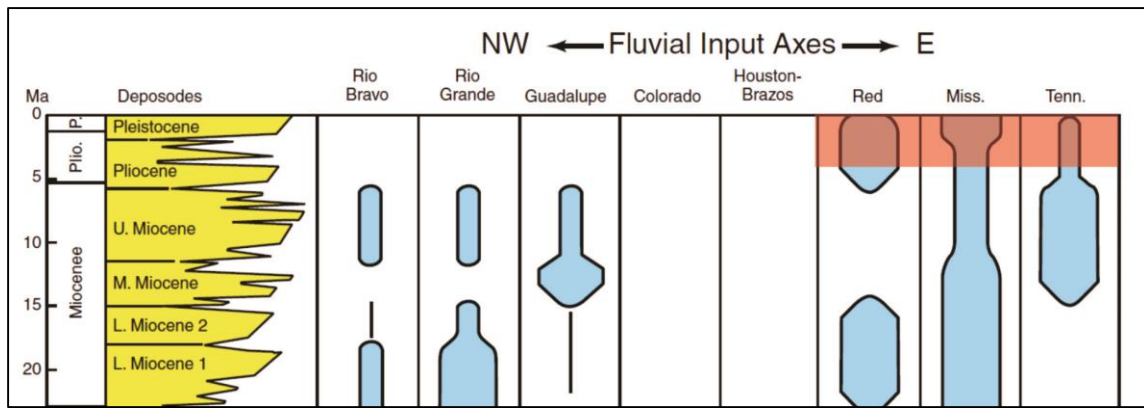 NW Fluvial Input Axes E
Rio Bravo
Rio Grande
Guadalupe
Colorado
Houston-
Brazos
Red
Miss.
Tenn.
Ma
Deposodes
0
5
10
15
20
P.
Plio.
Miocenee
Pleistocene
Pliocene
U. Miocene
M. Miocene
L. Miocene 2
L. Miocene 1